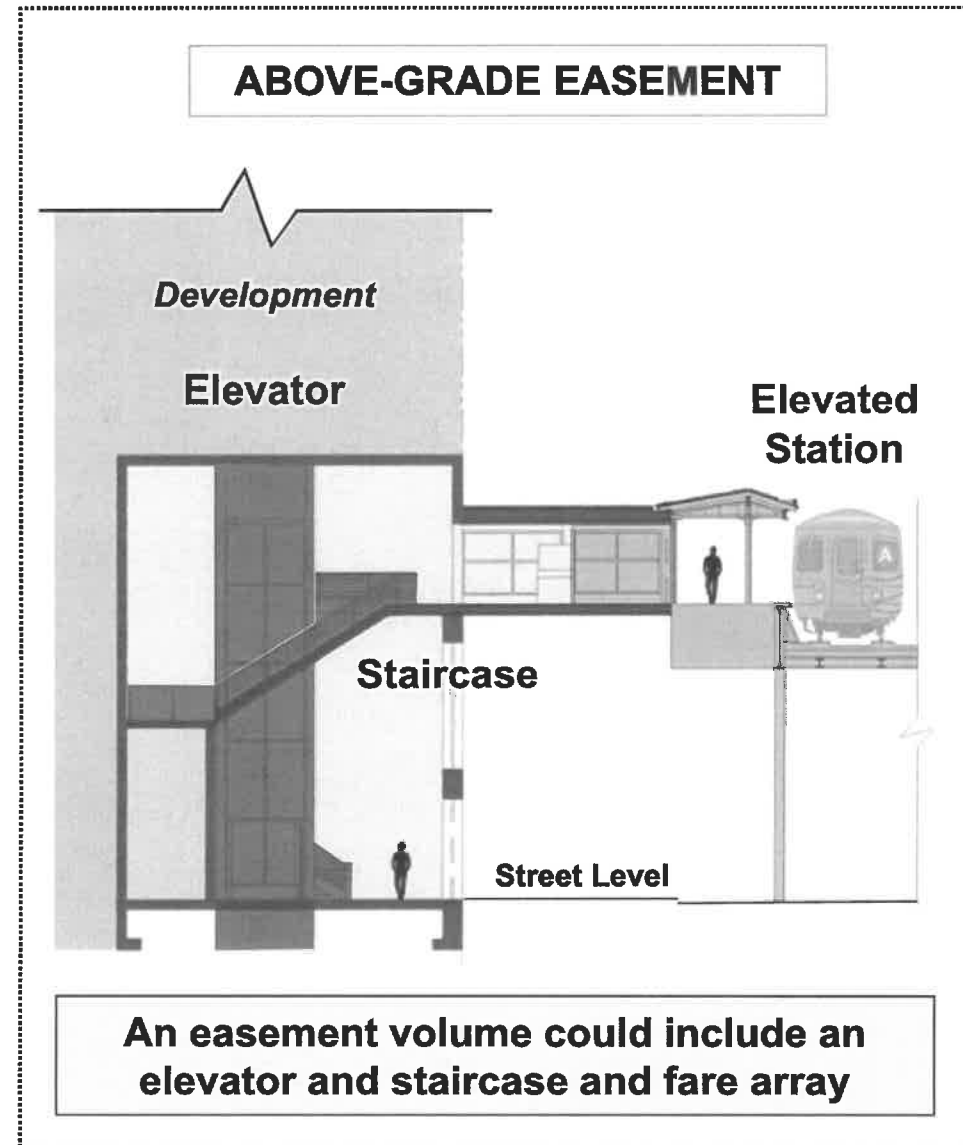 ABOVE-GRADE EASEMENT
Development
Elevator
Elevated
Station
A
Staircase
Street Level
An easement volume could include an
elevator and staircase and fare array